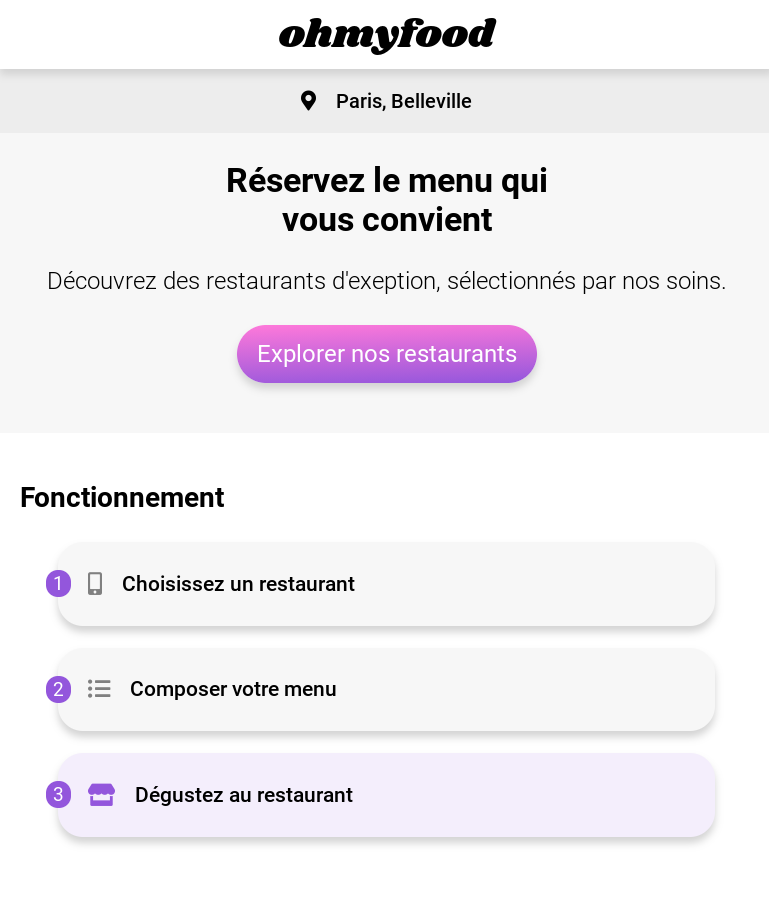 ohmyfood
Paris, Belleville
Réservez le menu qui
vous convient
Découvrez des restaurants d'exeption, sélectionnés par nos soins.
Explorer nos restaurants
Fonctionnement
1 Choisissez un restaurant
2 Composer votre menu
3 Dégustez au restaurant